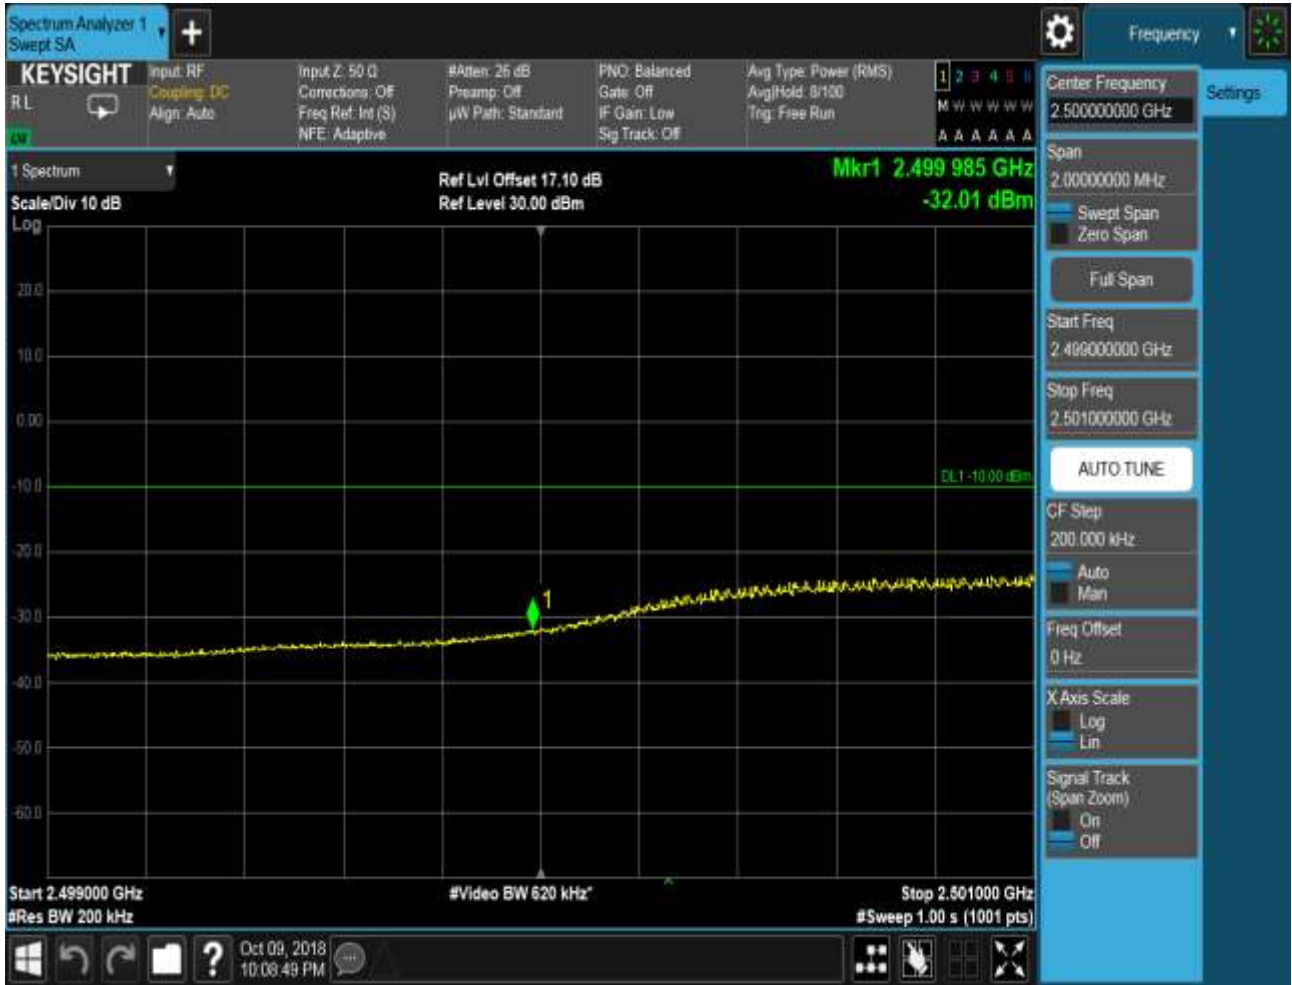 Spectrum Analyzer 1
Swept SA
+
Frequency
KEYSIGHT
R L
Input: RF
Coupling: DC
Align: Auto
Input Z: 50 Ω
Corrections: Off
Freq Ref: Int (S)
NFE: Adaptive
#Atten: 26 dB
Preamp: Off
µW Path: Standard
PNO: Balanced
Gate: Off
IF Gain: Low
Sig Track: Off
Avg Type: Power (RMS)
Avg|Hold: 8/100
Trig: Free Run
1 2 3 4 5 6
M W W W W W
A A A A A A
1 Spectrum
Scale/Div 10 dB
Log
Ref Lvl Offset 17.10 dB
Ref Level 30.00 dBm
Mkr1 2.499 985 GHz
-32.01 dBm
20.0
10.0
0.00
-10.0
-20.0
-30.0
-40.0
-50.0
-60.0
DL1 -10.00 dBm
1
Start 2.499000 GHz
#Res BW 200 kHz
#Video BW 620 kHz*
Stop 2.501000 GHz
#Sweep 1.00 s (1001 pts)
?
Oct 09, 2018
10:08:49 PM
Center Frequency
2.500000000 GHz
Settings
Span
2.00000000 MHz
Swept Span
Zero Span
Full Span
Start Freq
2.499000000 GHz
Stop Freq
2.501000000 GHz
AUTO TUNE
CF Step
200.000 kHz
Auto
Man
Freq Offset
0 Hz
X Axis Scale
Log
Lin
Signal Track
(Span Zoom)
On
Off